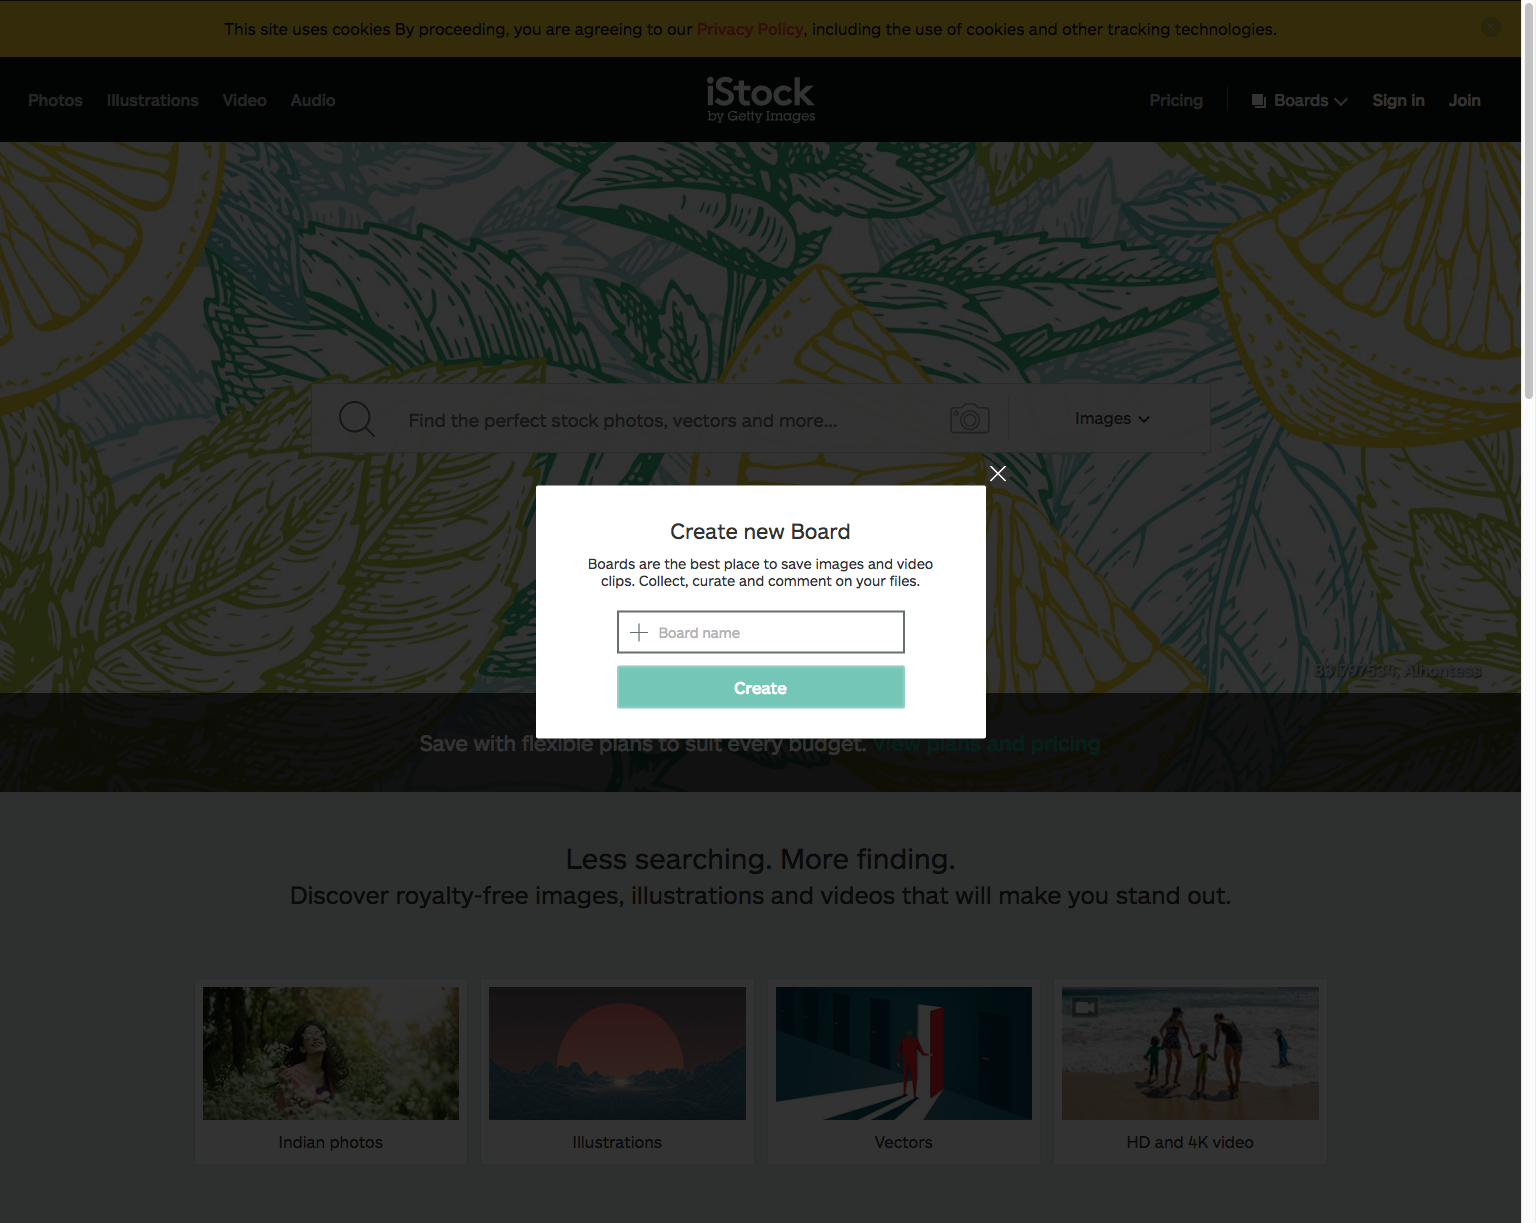 This site uses cookies By proceeding, you are agreeing to our Privacy Policy, including the use of cookies and other tracking technologies.
Photos Illustrations Video Audio
iStock
by Getty Images
Pricing Boards Sign in Join
Find the perfect stock photos, vectors and more...
Images
Create new Board
Boards are the best place to save images and video
clips. Collect, curate and comment on your files.
Board name
Create
831797534, Alhontess
Save with flexible plans to suit every budget. View plans and pricing
Less searching. More finding.
Discover royalty-free images, illustrations and videos that will make you stand out.
Indian photos
Illustrations
Vectors
HD and 4K video